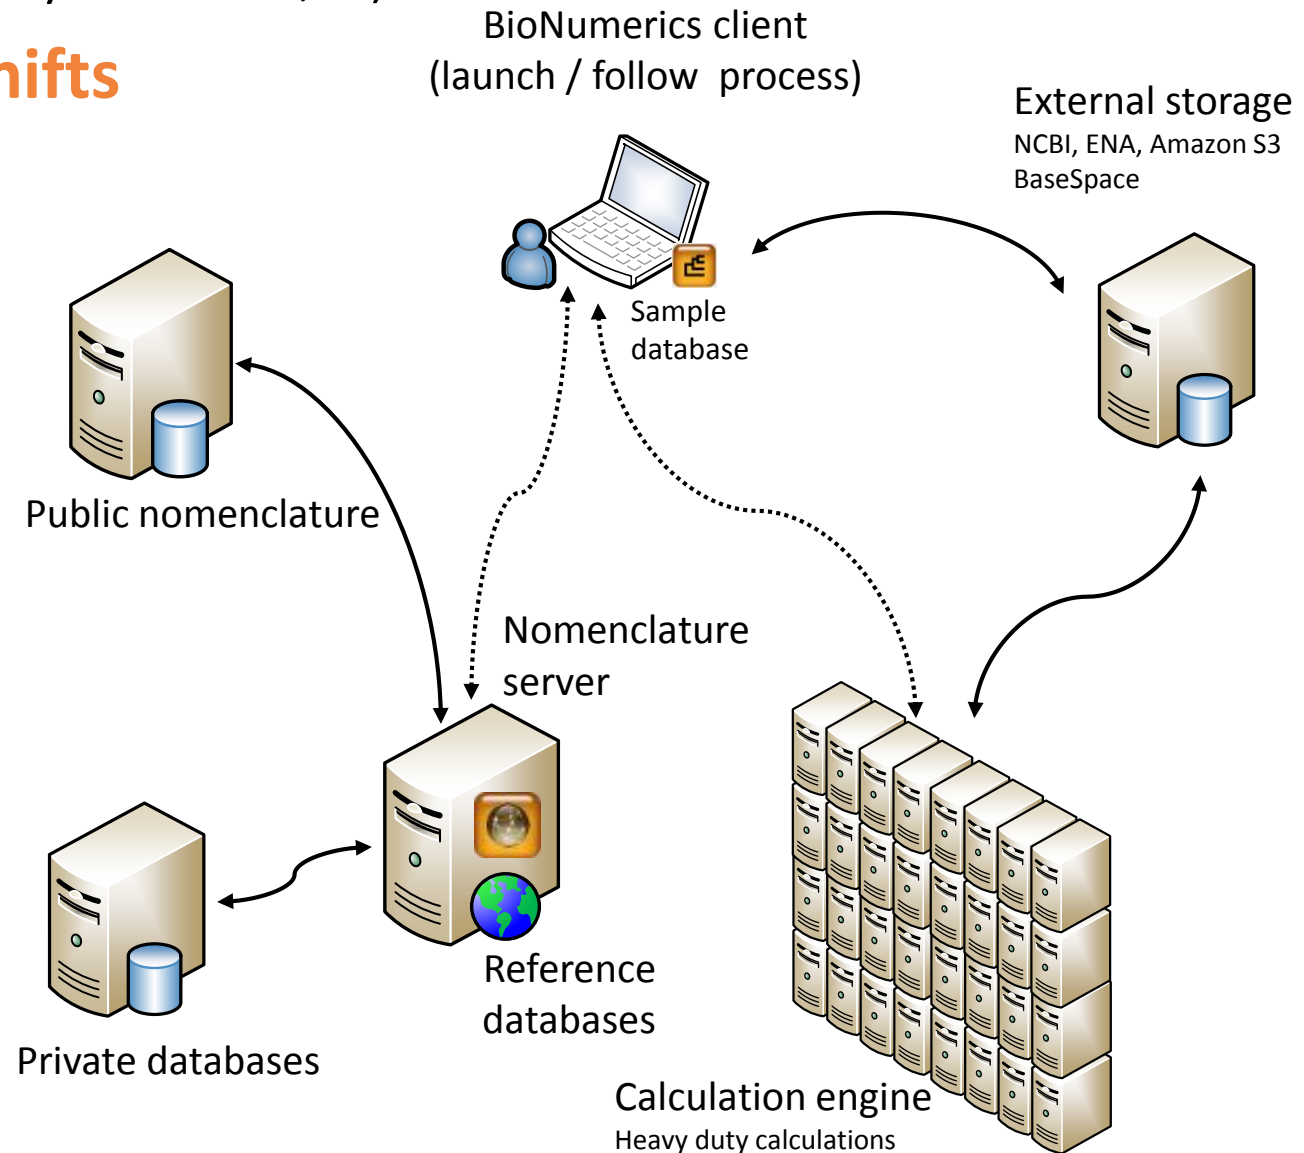 BioNumerics client
(launch / follow process)
External storage
NCBI, ENA, Amazon S3
BaseSpace
Sample
database
Public nomenclature
Nomenclature
server
Reference
databases
Private databases
Calculation engine
Heavy duty calculations